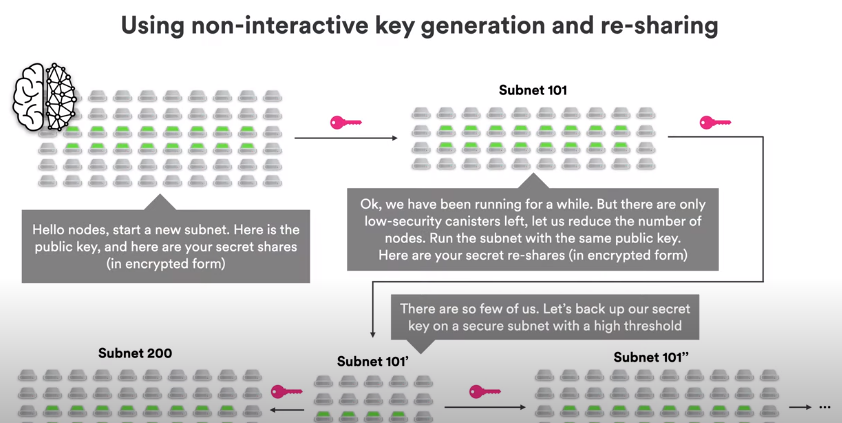 Using non-interactive key generation and re-sharing
Subnet 101
Hello nodes, start a new subnet. Here is the
public key, and here are your secret shares
(in encrypted form)
Ok, we have been running for a while. But there are only
low-security canisters left, let us reduce the number of
nodes. Run the subnet with the same public key.
Here are your secret re-shares (in encrypted form)
There are so few of us. Let's back up our secret
key on a secure subnet with a high threshold
Subnet 200
Subnet 101'
Subnet 101"
...